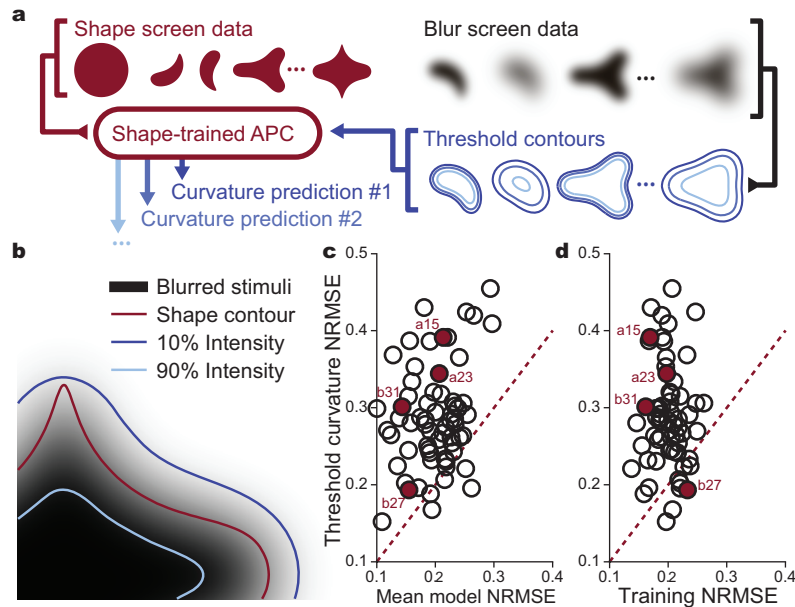 a
Shape screen data
Blur screen data
...
...
Shape-trained APC
Threshold contours
...
Curvature prediction #1
Curvature prediction #2
...
b
Blurred stimuli
Shape contour
10% Intensity
90% Intensity
c
Threshold curvature NRMSE
0.5
0.4
0.3
0.2
0.1
a15
a23
b31
b27
0.1
0.2
0.3
0.4
Mean model NRMSE
d
0.5
0.4
0.3
0.2
0.1
a15
a23
b31
b27
0.1
0.2
0.3
0.4
Training NRMSE